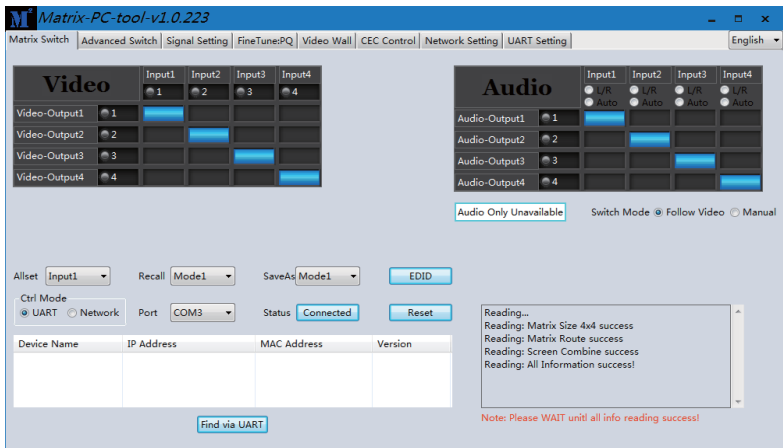 M Matrix-PC-tool-v1.0.223
Matrix Switch Advanced Switch Signal Setting FineTune:PQ Video Wall CEC Control Network Setting UART Setting English
Video Input1 Input2 Input3 Input4
1 2 3 4
Video-Output1 1
Video-Output2 2
Video-Output3 3
Video-Output4 4
Audio Input1 Input2 Input3 Input4
L/R L/R L/R L/R
Auto Auto Auto Auto
Audio-Output1 1
Audio-Output2 2
Audio-Output3 3
Audio-Output4 4
Audio Only Unavailable Switch Mode Follow Video Manual
Allset Input1 Recall Mode1 SaveAs Mode1 EDID
Ctrl Mode
UART Network Port COM3 Status Connected Reset
Device Name IP Address MAC Address Version
Find via UART
Reading...
Reading: Matrix Size 4x4 success
Reading: Matrix Route success
Reading: Screen Combine success
Reading: All Information success!
Note: Please WAIT unitl all info reading success!